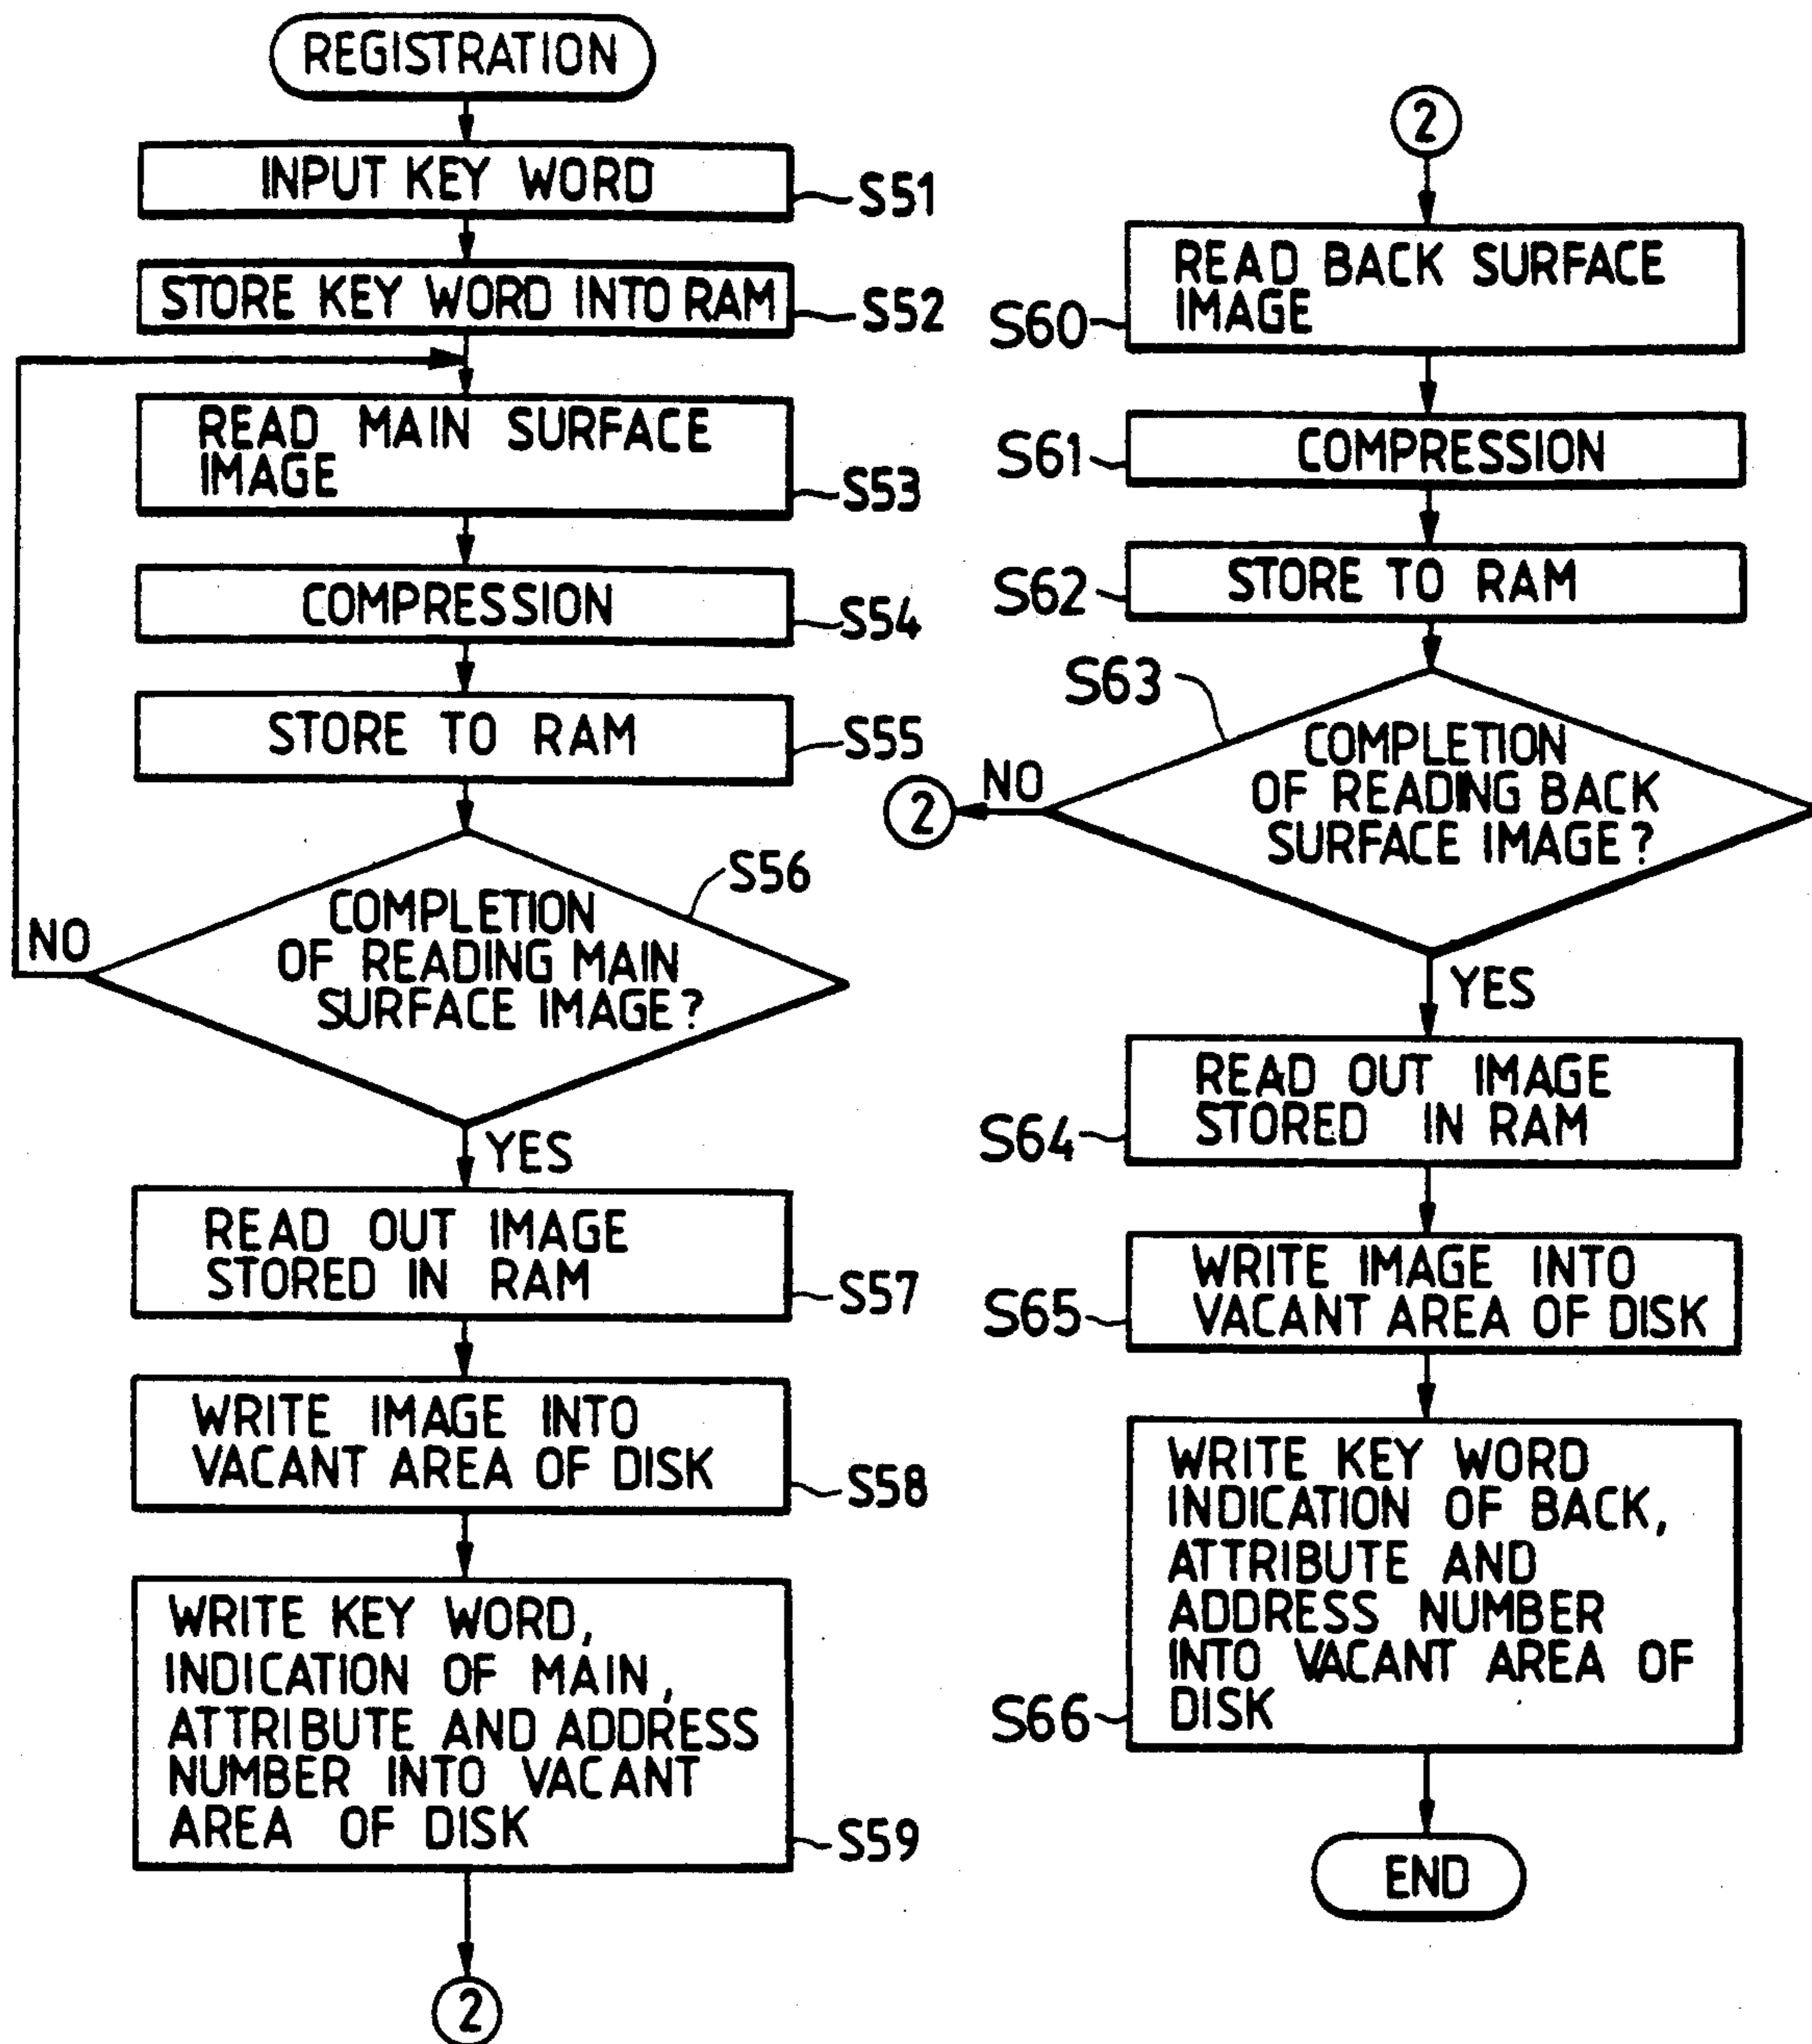 REGISTRATION
INPUT KEY WORD
S51
STORE KEY WORD INTO RAM
S52
READ MAIN SURFACE
IMAGE
S53
COMPRESSION
S54
STORE TO RAM
S55
COMPLETION
OF READING MAIN
SURFACE IMAGE?
S56
NO
YES
READ OUT IMAGE
STORED IN RAM
S57
WRITE IMAGE INTO
VACANT AREA OF DISK
S58
WRITE KEY WORD,
INDICATION OF MAIN,
ATTRIBUTE AND ADDRESS
NUMBER INTO VACANT
AREA OF DISK
S59
2
2
READ BACK SURFACE
IMAGE
S60
COMPRESSION
S61
STORE TO RAM
S62
S63
COMPLETION
OF READING BACK
SURFACE IMAGE?
NO
2
YES
READ OUT IMAGE
STORED IN RAM
S64
WRITE IMAGE INTO
VACANT AREA OF DISK
S65
WRITE KEY WORD
INDICATION OF BACK,
ATTRIBUTE AND
ADDRESS NUMBER
INTO VACANT AREA OF
DISK
S66
END